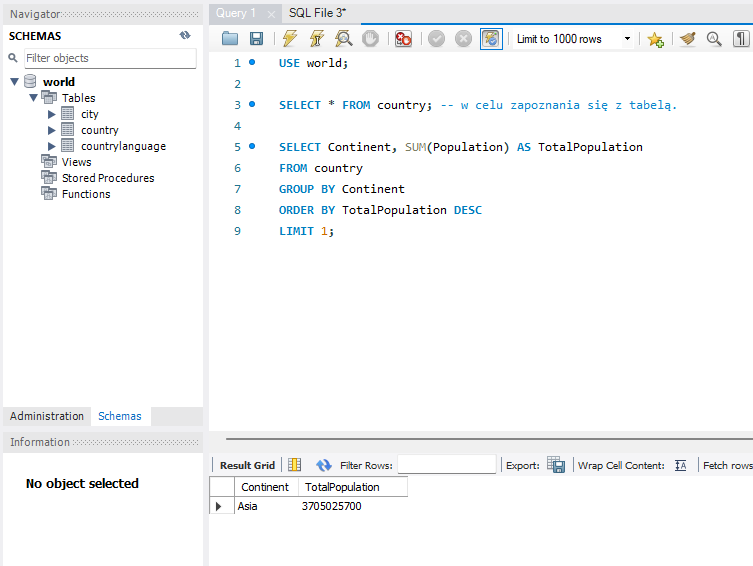 Navigator
SCHEMAS
Filter objects
world
Tables
city
country
countrylanguage
Views
Stored Procedures
Functions
Administration Schemas
Information
No object selected
Query 1 SQL File 3*
Limit to 1000 rows
1 USE world;
2
3 SELECT * FROM country; -- w celu zapoznania się z tabelą.
4
5 SELECT Continent, SUM(Population) AS TotalPopulation
6 FROM country
7 GROUP BY Continent
8 ORDER BY TotalPopulation DESC
9 LIMIT 1;
Result Grid Filter Rows: Export: Wrap Cell Content: Fetch rows
Continent TotalPopulation
Asia 3705025700